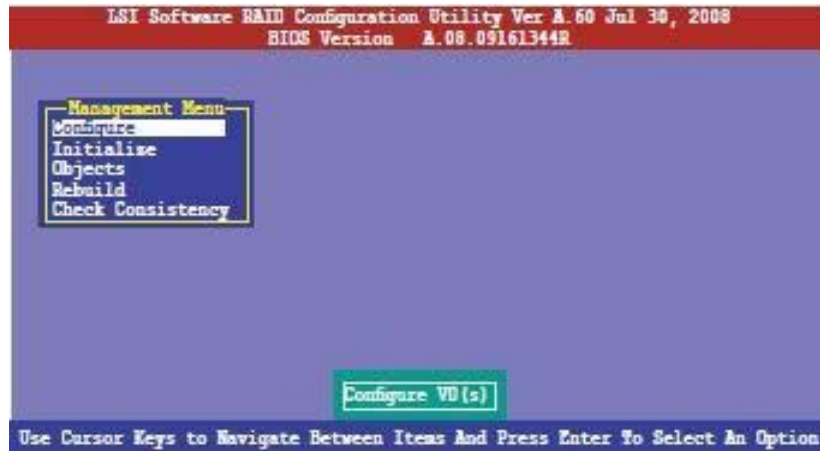 LSI Software RAID Configuration Utility Ver A.60 Jul 30, 2008
BIOS Version A.08.09161344R
Management Menu
Configure
Initialize
Objects
Rebuild
Check Consistency
Configure VD(s)
Use Cursor Keys to Navigate Between Items And Press Enter To Select An Option